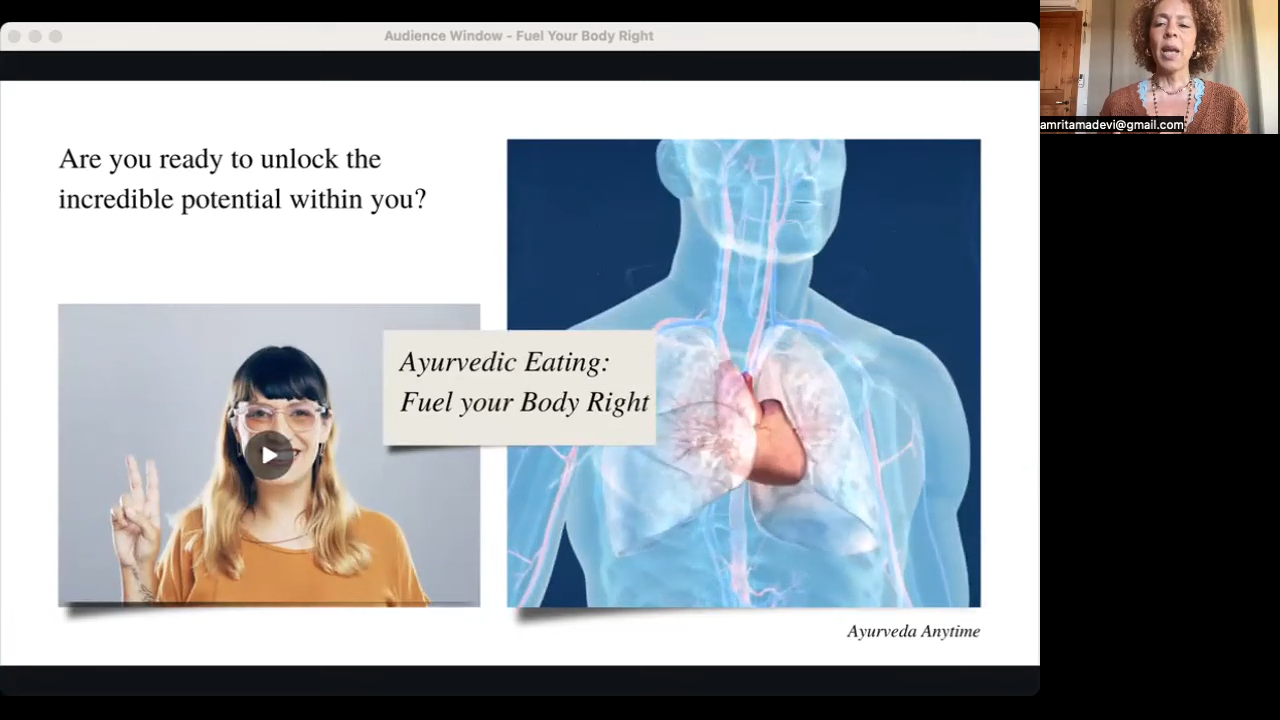 Audience Window - Fuel Your Body Right
amritamadevi@gmail.com
Are you ready to unlock the
incredible potential within you?
Ayurvedic Eating:
Fuel your Body Right
Ayurveda Anytime